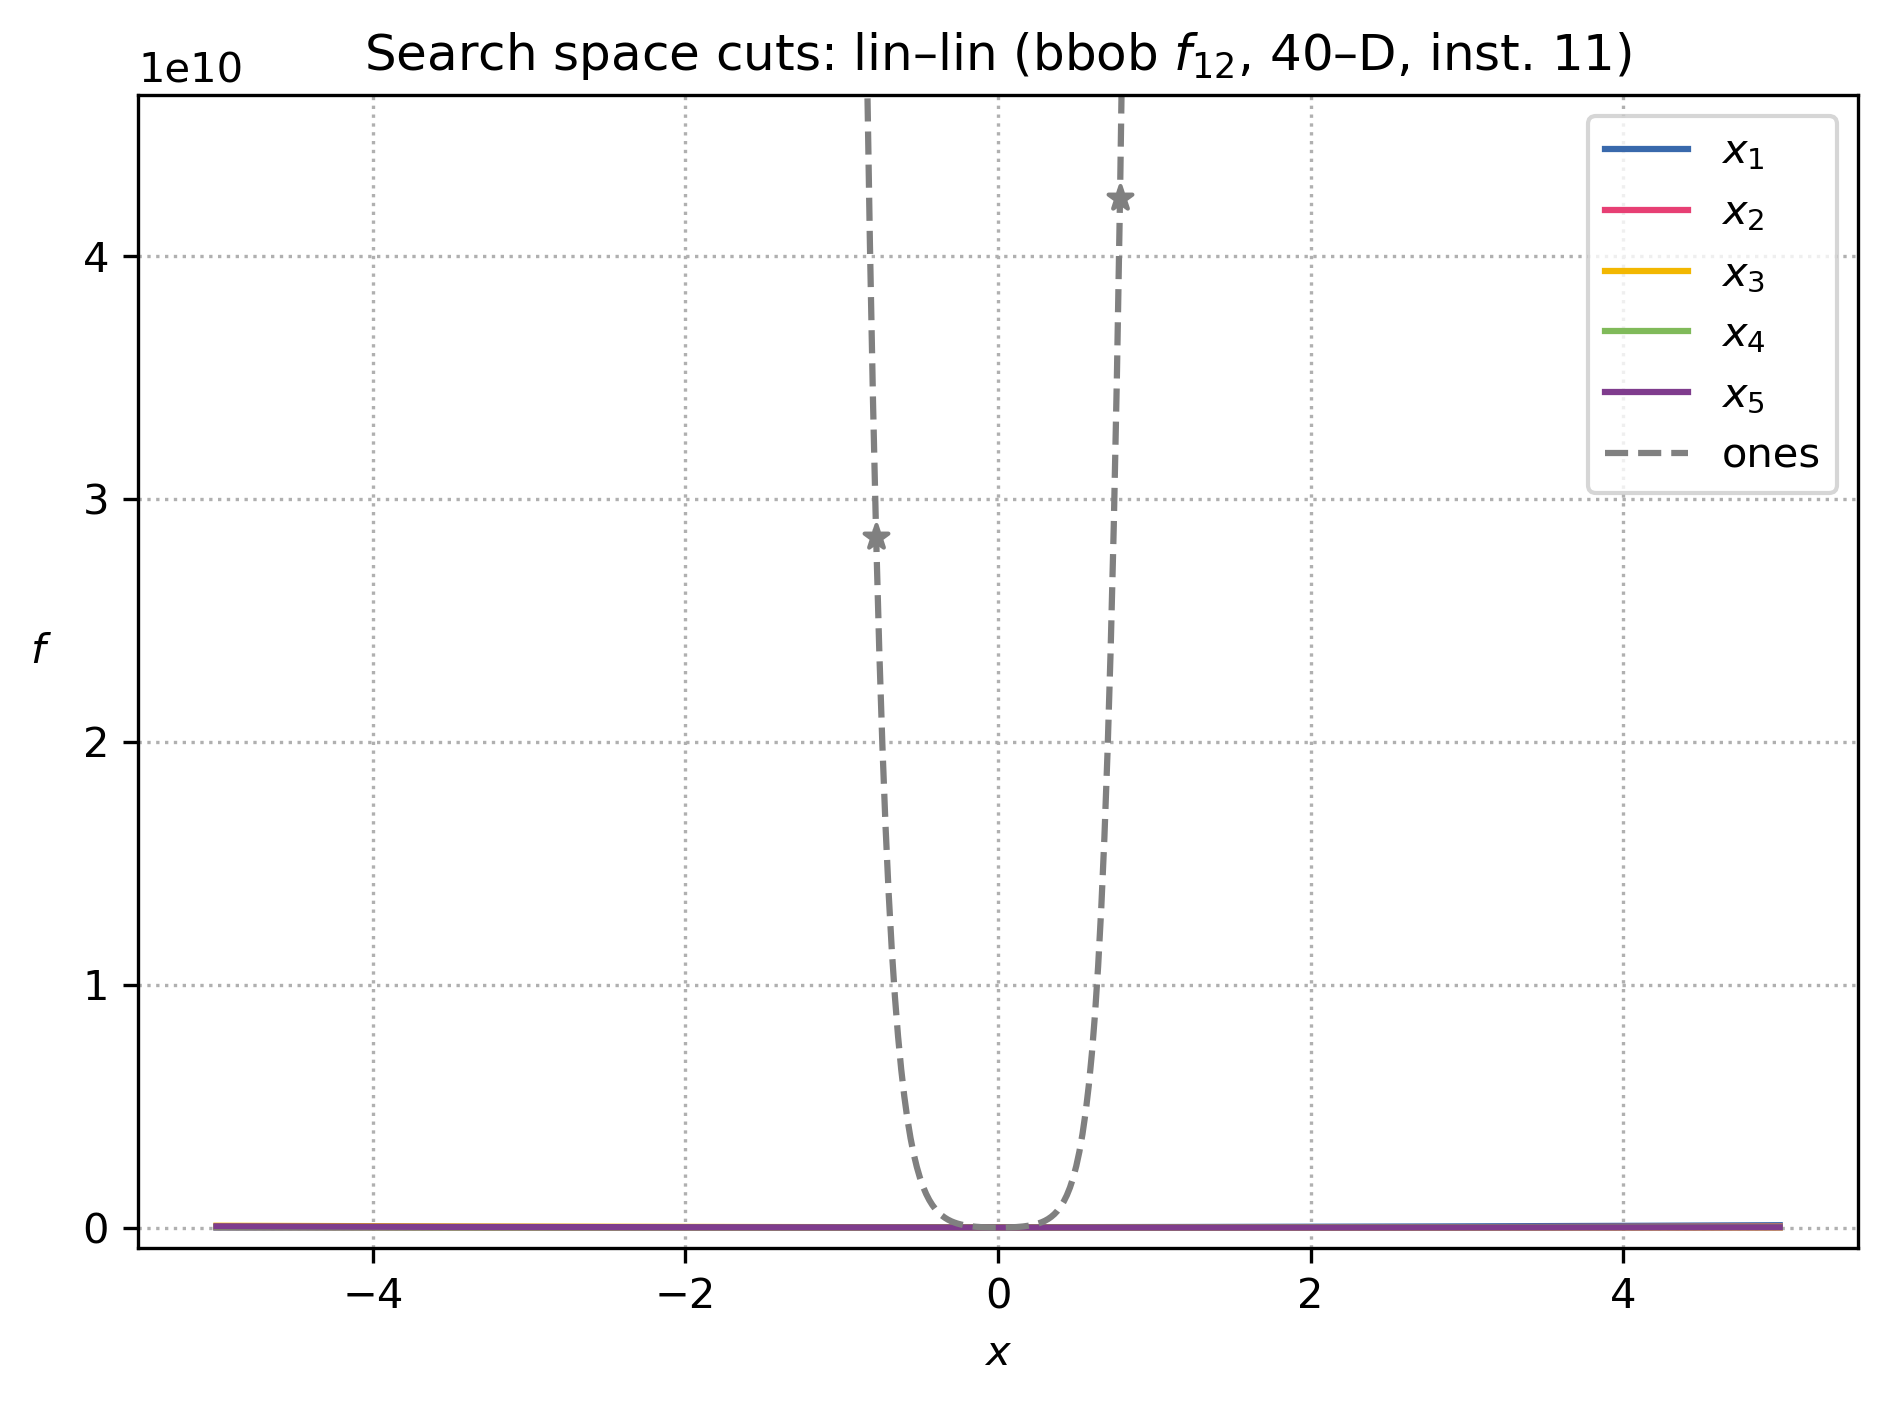 Search space cuts: lin–lin (bbob f₁₂, 40–D, inst. 11)
1e10
x₁
x₂
x₃
x₄
x₅
ones
4
3
2
1
0
f
−4
−2
0
2
4
x